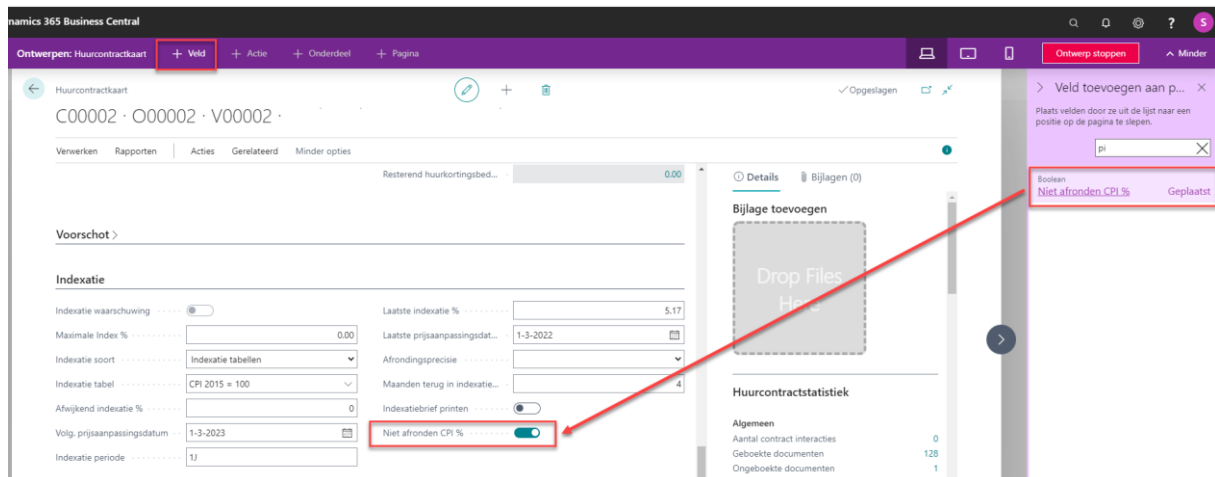 namics 365 Business Central
?
S
Ontwerpen: Huurcontractkaart + Veld + Actie + Onderdeel + Pagina
Ontwerp stoppen
Minder
Huurcontractkaart
Opgeslagen
C00002 · O00002 · V00002 ·
Verwerken Rapporten Acties Gerelateerd Minder opties
Resterend huurkortingsbed... 0.00
Voorschot >
Indexatie
Indexatie waarschuwing
Maximale Index % 0.00
Indexatie soort Indexatie tabellen
Indexatie tabel CPI 2015 = 100
Afwijkend indexatie % 0
Volg. prijsaanpassingsdatum 1-3-2023
Indexatie periode 1J
Laatste indexatie % 5.17
Laatste prijsaanpassingsdat... 1-3-2022
Afrondingsprecisie
Maanden terug in indexatie... 4
Indexatiebrief printen
Niet afronden CPI %
Details Bijlagen (0)
Bijlage toevoegen
Drop Files
Here
Huurcontractstatistiek
Algemeen
Aantal contract interacties 0
Geboekte documenten 128
Ongeboekte documenten 1
Veld toevoegen aan p...
Plaats velden door ze uit de lijst naar een
positie op de pagina te slepen.
pi
Boolean
Niet afronden CPI % Geplaatst